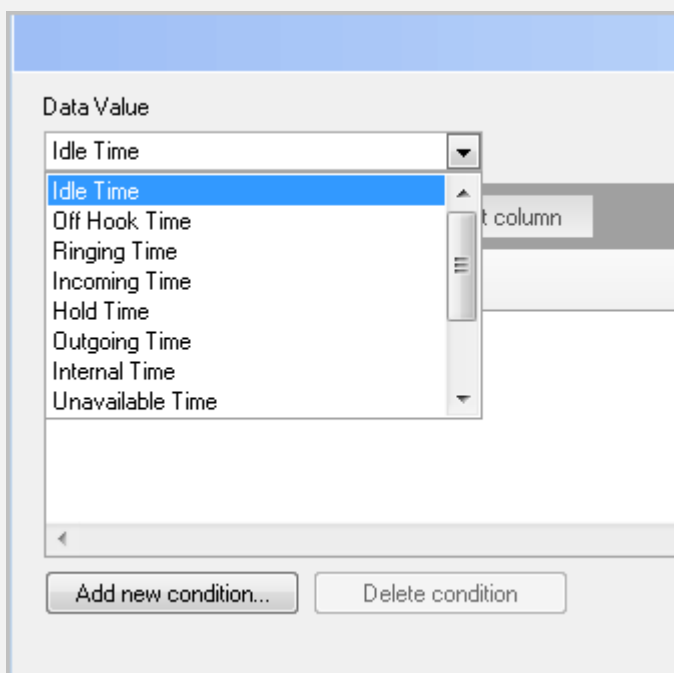 Data Value
Idle Time
Idle Time
Off Hook Time
Ringing Time
Incoming Time
Hold Time
Outgoing Time
Internal Time
Unavailable Time
column
Add new condition...
Delete condition